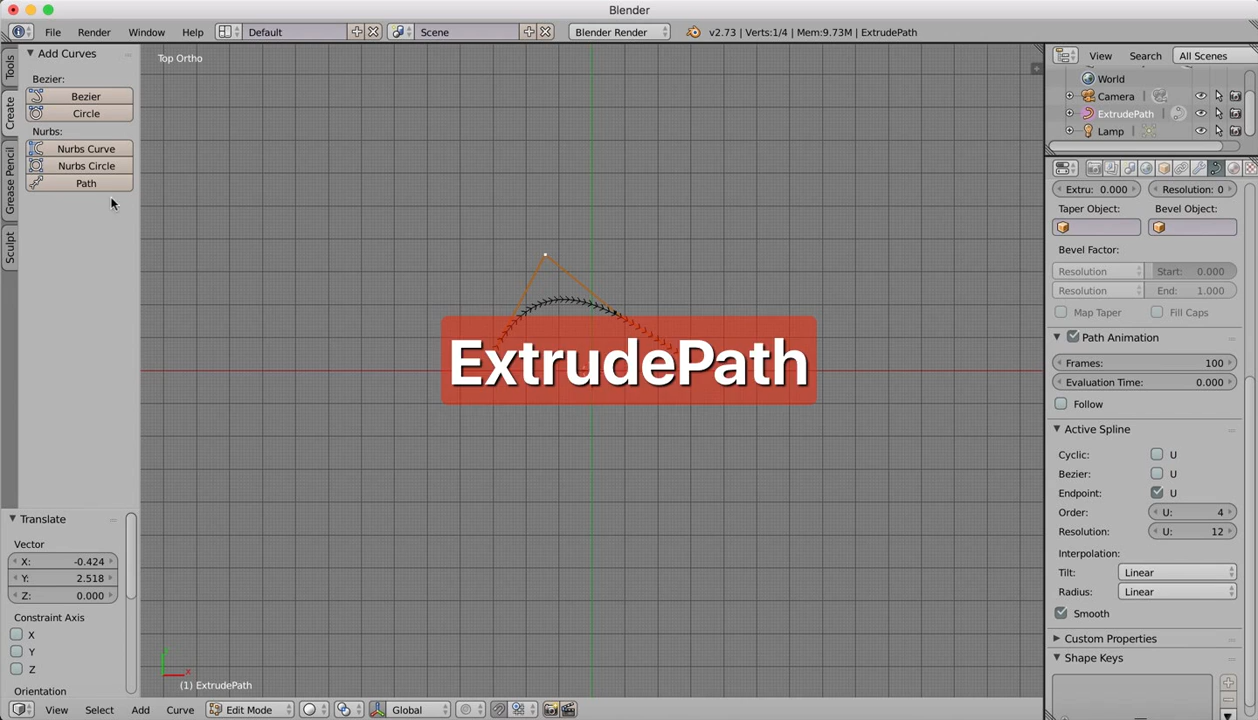 Blender
File Render Window Help Default Scene Blender Render v2.73 | Verts:1/4 | Mem:9.73M | ExtrudePath
Tools
Create
Grease Pencil
Sculpt
Add Curves
Bezier:
Bezier
Circle
Nurbs:
Nurbs Curve
Nurbs Circle
Path
Translate
Vector
X: -0.424
Y: 2.518
Z: 0.000
Constraint Axis
X
Y
Z
Orientation
Top Ortho
ExtrudePath
(1) ExtrudePath
View Select Add Curve Edit Mode Global
View Search All Scenes
World
Camera
ExtrudePath
Lamp
Extru: 0.000 Resolution: 0
Taper Object: Bevel Object:
Bevel Factor:
Resolution Start: 0.000
Resolution End: 1.000
Map Taper Fill Caps
Path Animation
Frames: 100
Evaluation Time: 0.000
Follow
Active Spline
Cyclic: U
Bezier: U
Endpoint: U
Order: U: 4
Resolution: U: 12
Interpolation:
Tilt: Linear
Radius: Linear
Smooth
Custom Properties
Shape Keys